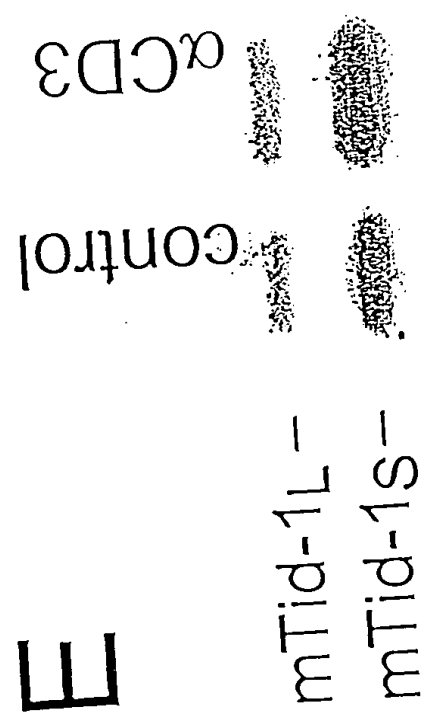 E
control
αCD3
mTid-1L–
mTid-1S–